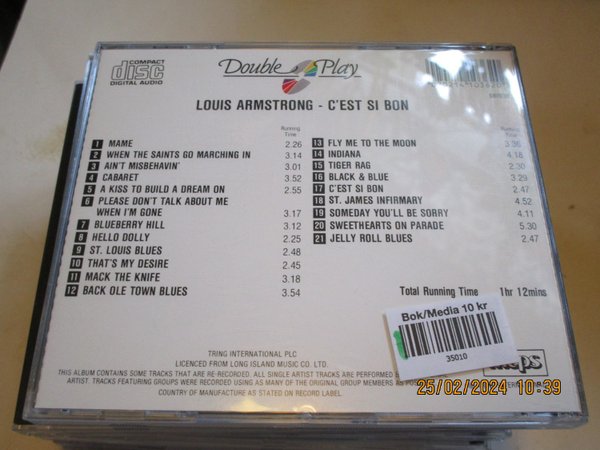 COMPACT
disc
DIGITAL AUDIO
Double Play
LOUIS ARMSTRONG - C'EST SI BON
Running
Time
1 MAME 2.26
2 WHEN THE SAINTS GO MARCHING IN 3.14
3 AIN'T MISBEHAVIN' 3.01
4 CABARET 3.52
5 A KISS TO BUILD A DREAM ON 2.55
6 PLEASE DON'T TALK ABOUT ME
WHEN I'M GONE 3.17
7 BLUEBERRY HILL 3.12
8 HELLO DOLLY 2.25
9 ST. LOUIS BLUES 2.48
10 THAT'S MY DESIRE 2.45
11 MACK THE KNIFE 3.18
12 BACK OLE TOWN BLUES 3.54
Running
Time
13 FLY ME TO THE MOON 3.36
14 INDIANA 4.18
15 TIGER RAG 2.30
16 BLACK & BLUE 3.29
17 C'EST SI BON 2.47
18 ST. JAMES INFIRMARY 4.52
19 SOMEDAY YOU'LL BE SORRY 4.11
20 SWEETHEARTS ON PARADE 5.30
21 JELLY ROLL BLUES 2.47
Total Running Time 1hr 12mins
Bok/Media 10 kr
35010
mcps
TRING INTERNATIONAL PLC
LICENCED FROM LONG ISLAND MUSIC CO. LTD.
THIS ALBUM CONTAINS SOME TRACKS THAT ARE RE-RECORDED. ALL SINGLE ARTIST TRACKS ARE PERFORMED
ARTIST. TRACKS FEATURING GROUPS WERE RECORDED USING AS MANY OF THE ORIGINAL GROUP MEMBERS AS
COUNTRY OF MANUFACTURE AS STATED ON RECORD LABEL.
25/02/2024 10:39